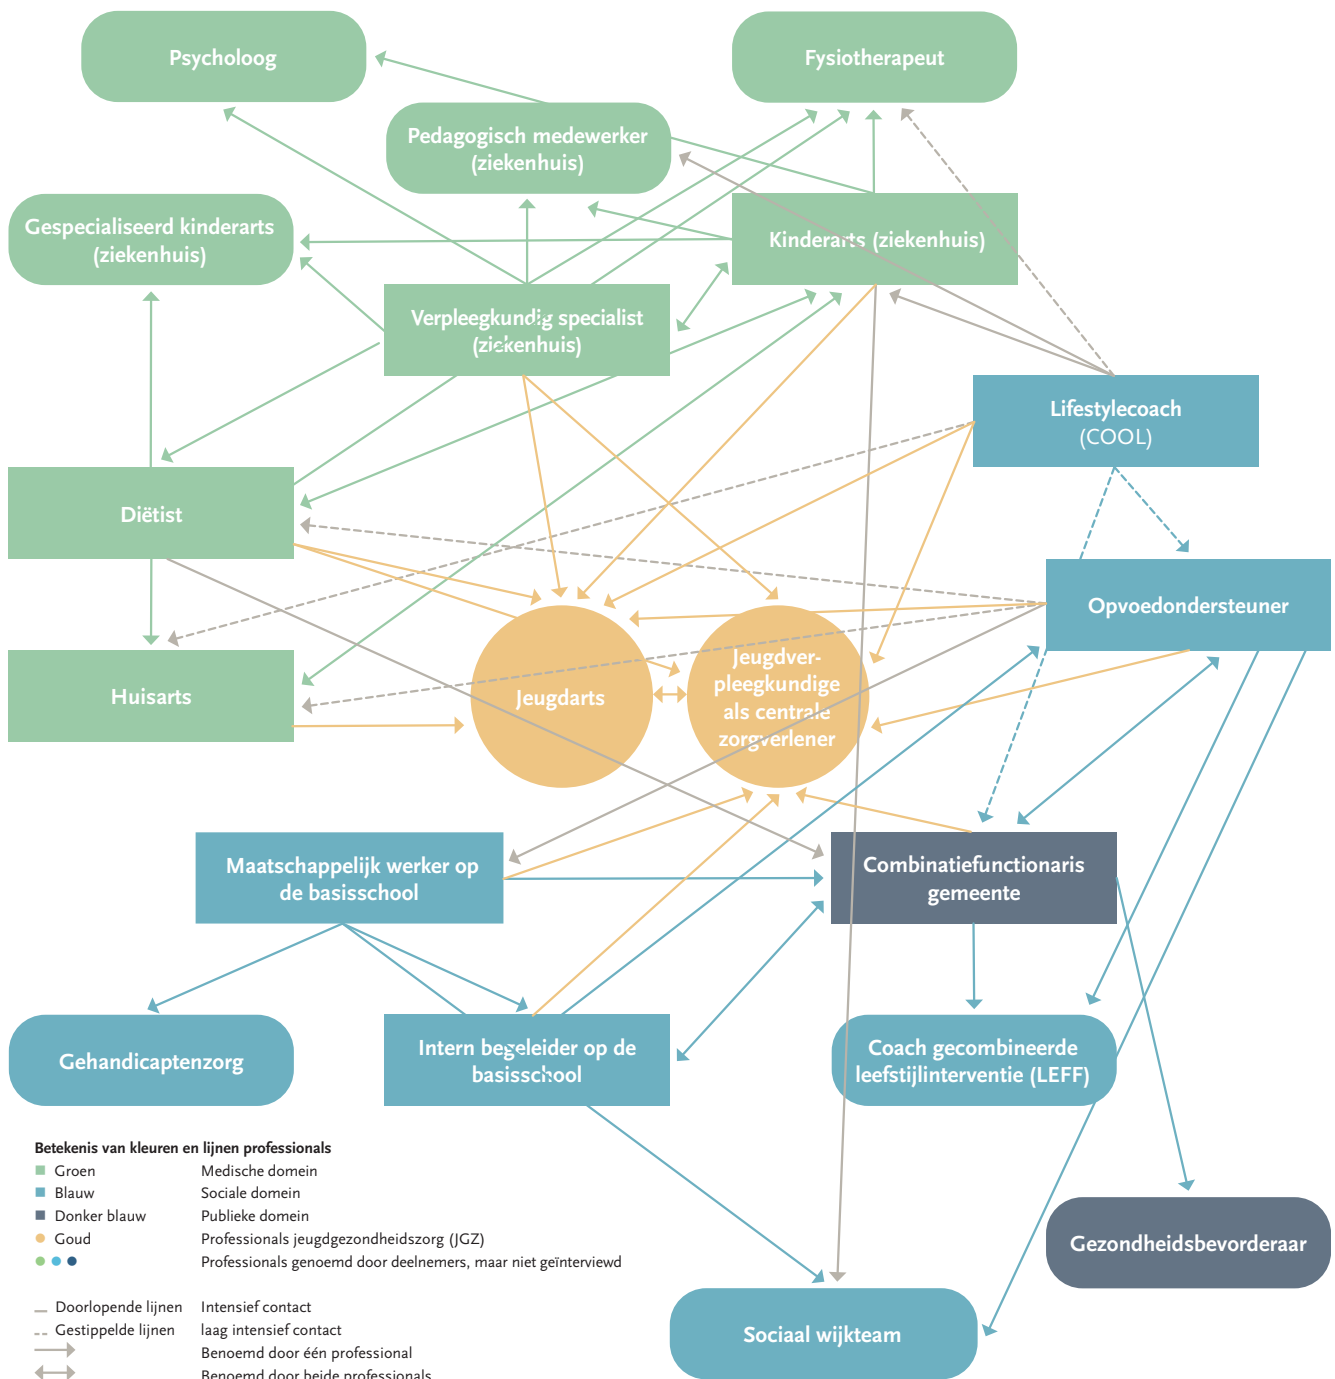 Psycholoog
Fysiotherapeut
Pedagogisch medewerker
(ziekenhuis)
Gespecialiseerd kinderarts
(ziekenhuis)
Kinderarts (ziekenhuis)
Verpleegkundig specialist
(ziekenhuis)
Lifestylecoach
(COOL)
Diëtist
Opvoedondersteuner
Huisarts
Jeugdarts
Jeugdver-
pleegkundige
als centrale
zorgverlener
Maatschappelijk werker op
de basisschool
Combinatiefunctionaris
gemeente
Gehandicaptenzorg
Intern begeleider op de
basisschool
Coach gecombineerde
leefstijlinterventie (LEFF)
Gezondheidsbevorderaar
Sociaal wijkteam
Betekenis van kleuren en lijnen professionals
Groen Medische domein
Blauw Sociale domein
Donker blauw Publieke domein
Goud Professionals jeugdgezondheidszorg (JGZ)
Professionals genoemd door deelnemers, maar niet geïnterviewd
Doorlopende lijnen Intensief contact
Gestippelde lijnen laag intensief contact
Benoemd door één professional
Benoemd door beide professionals